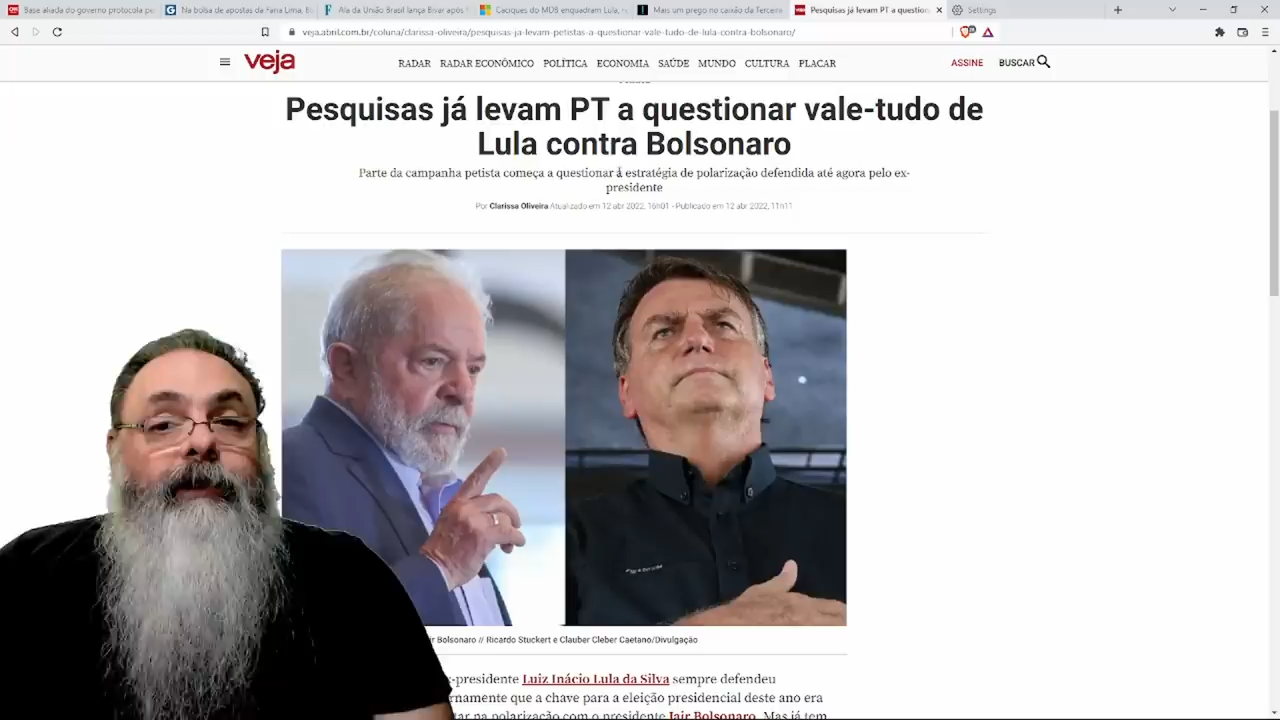 Base aliada do governo protocola pe
Na bolsa de apostas da Faria Lima, B
Ala da União Brasil lança Bivar após
Caciques do MDB enquadram Lula, r
Mais um prego no caixão da Terceira
Pesquisas já levam PT a question
Settings
veja.abril.com.br/coluna/clarissa-oliveira/pesquisas-ja-levam-petistas-a-questionar-vale-tudo-de-lula-contra-bolsonaro/
veja
RADAR RADAR ECONÔMICO POLÍTICA ECONOMIA SAÚDE MUNDO CULTURA PLACAR
ASSINE BUSCAR
Pesquisas já levam PT a questionar vale-tudo de
Lula contra Bolsonaro
Parte da campanha petista começa a questionar a estratégia de polarização defendida até agora pelo ex-
presidente
Por Clarissa Oliveira Atualizado em 12 abr 2022, 16h01 - Publicado em 12 abr 2022, 11h11
ir Bolsonaro // Ricardo Stuckert e Clauber Cleber Caetano/Divulgação
x-presidente Luiz Inácio Lula da Silva sempre defendeu
rnamente que a chave para a eleição presidencial deste ano era
tar na polarização com o presidente Jair Bolsonaro. Mas já tem